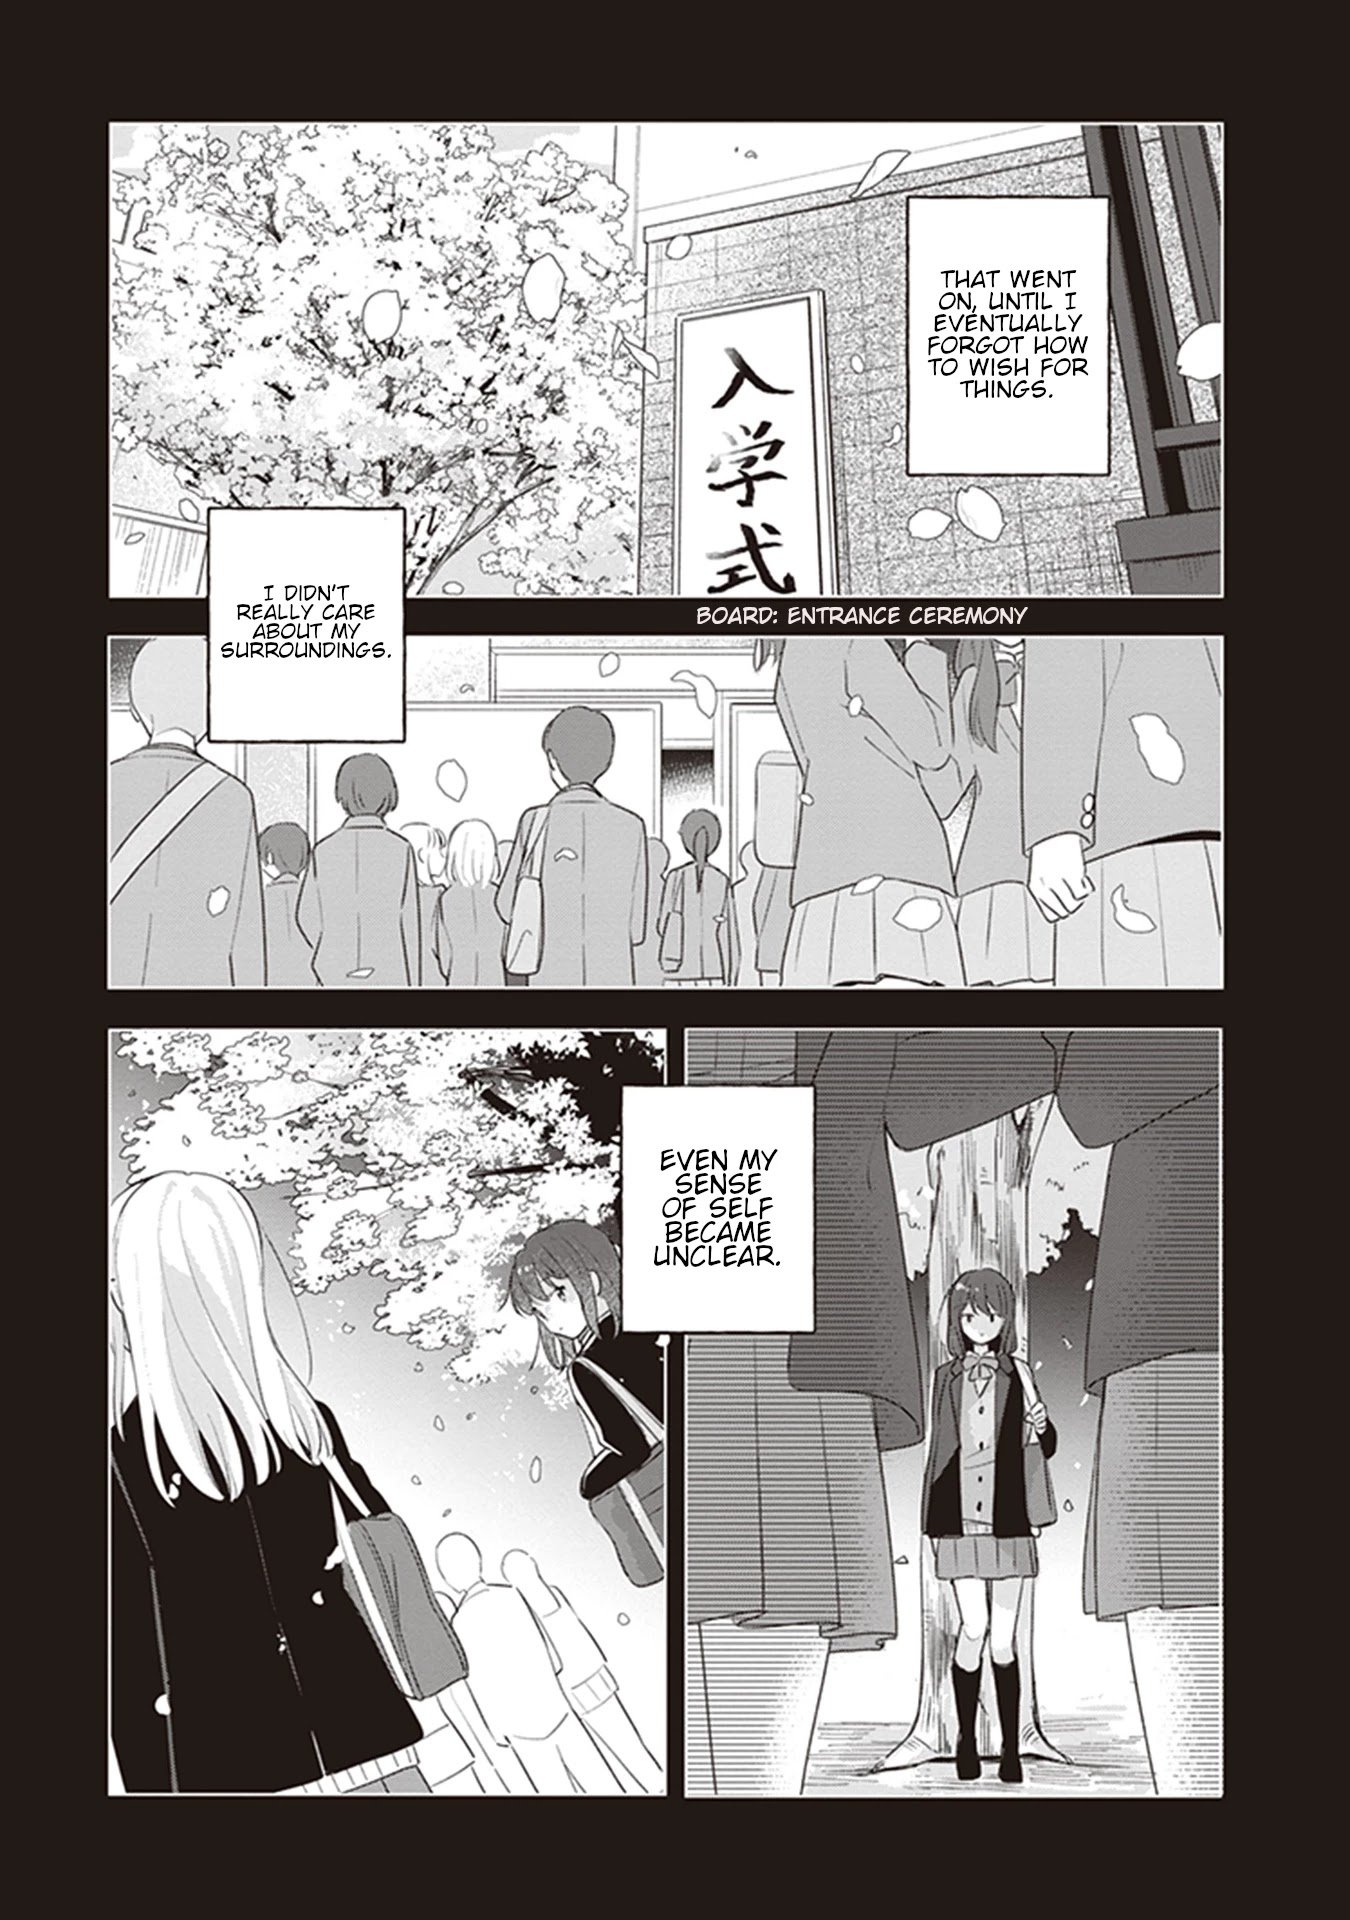 THAT WENT
ON, UNTIL I
EVENTUALLY
FORGOT HOW
TO WISH FOR
THINGS.
入学式
BOARD: ENTRANCE CEREMONY
I DIDN'T
REALLY CARE
ABOUT MY
SURROUNDINGS.
EVEN MY
SENSE
OF SELF
BECAME
UNCLEAR.